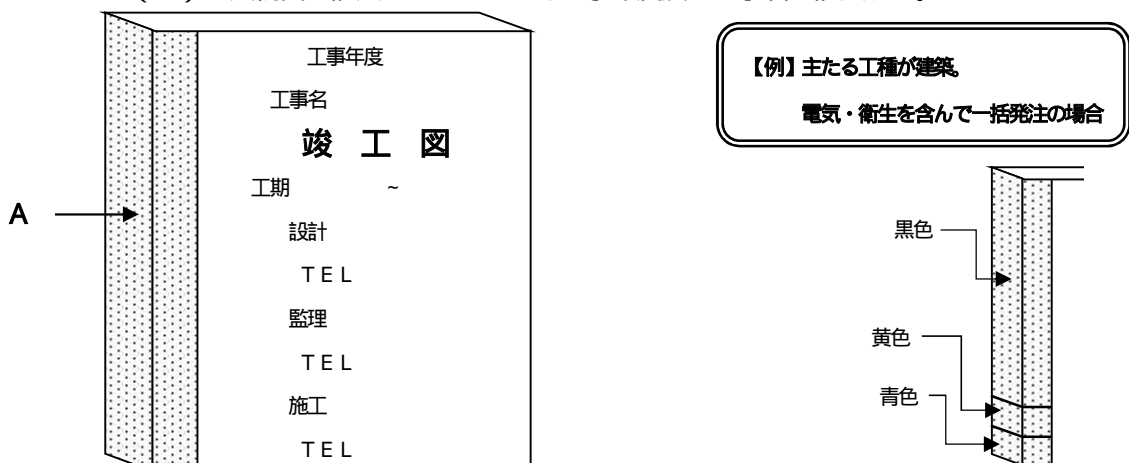 工事年度
工事名
竣 工 図
工期 ~
A
設計
ＴＥＬ
監理
ＴＥＬ
施工
ＴＥＬ
【例】主たる工種が建築。
電気・衛生を含んで一括発注の場合
黒色
黄色
青色